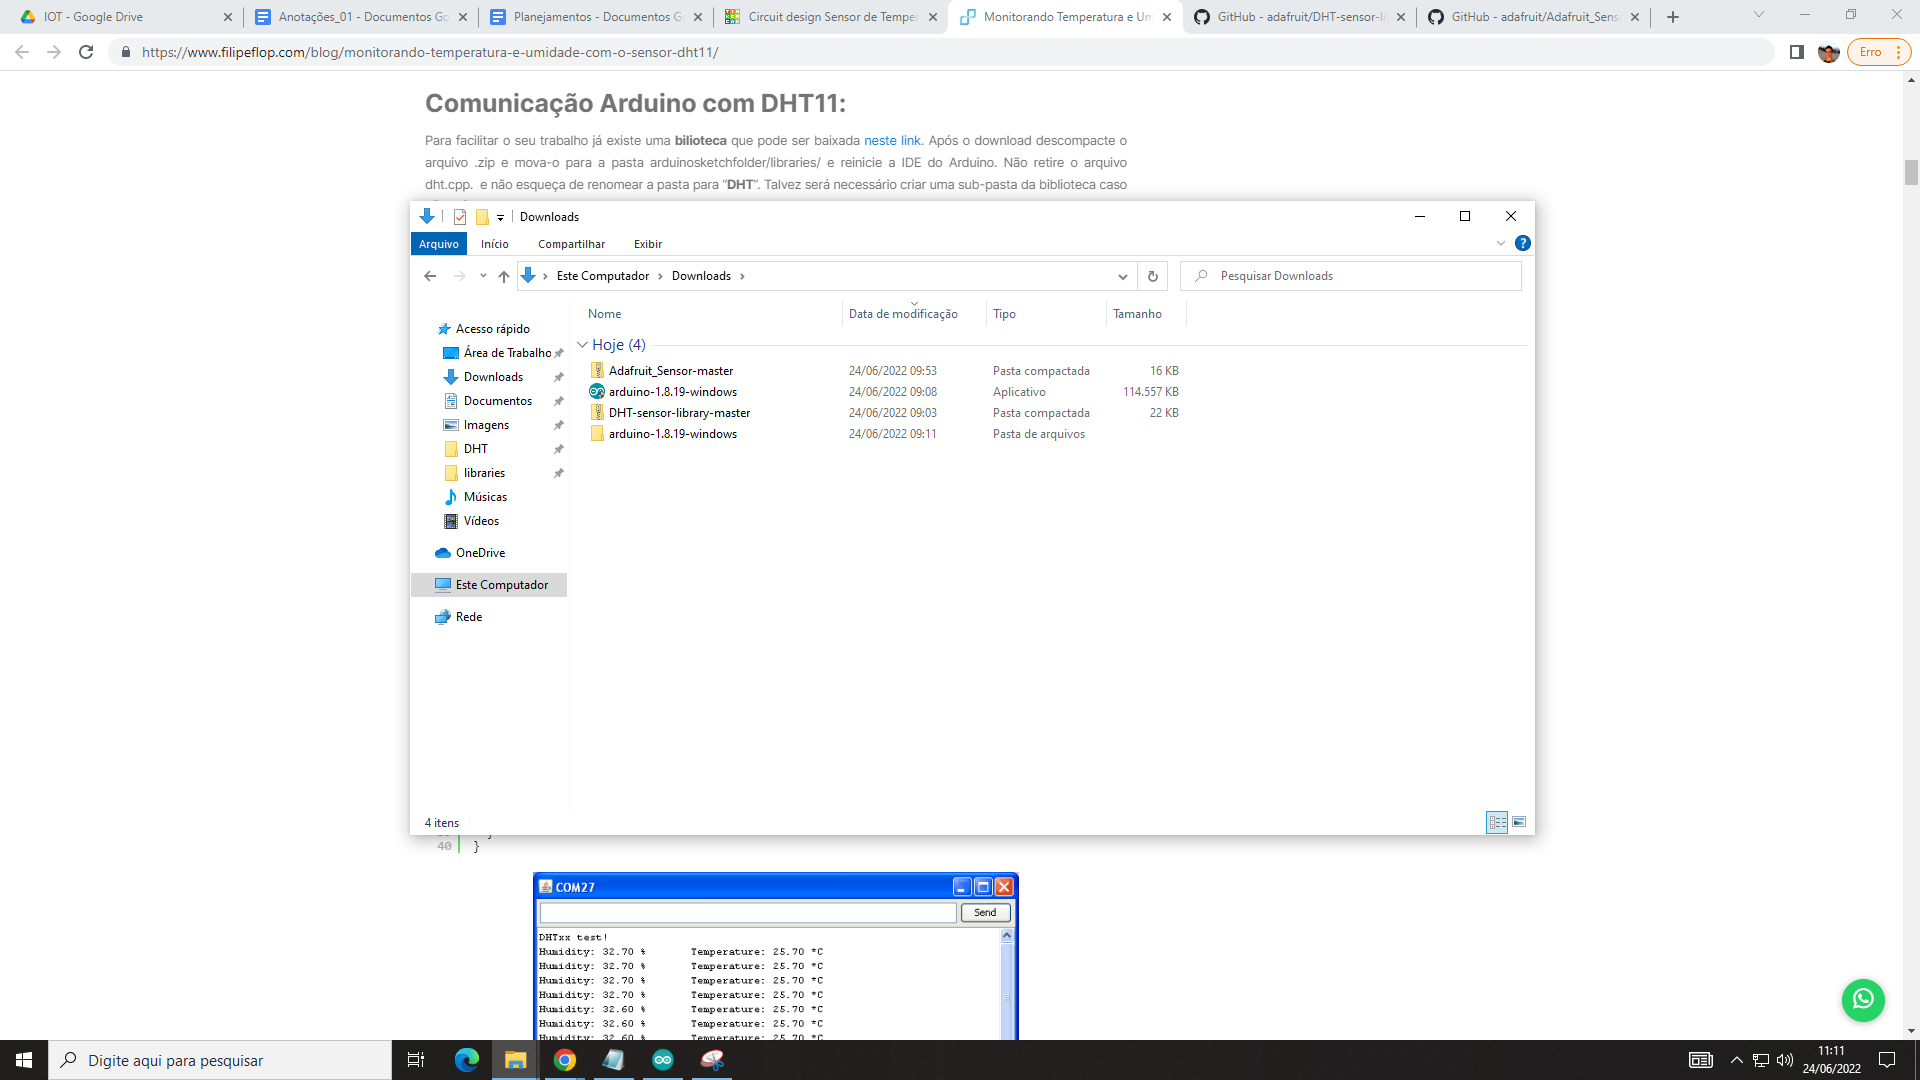 IOT - Google Drive
Anotações_01 - Documentos Go
Planejamentos - Documentos G
Circuit design Sensor de Temper
Monitorando Temperatura e Um
GitHub - adafruit/DHT-sensor-li
GitHub - adafruit/Adafruit_Sens
https://www.filipeflop.com/blog/monitorando-temperatura-e-umidade-com-o-sensor-dht11/
Erro
Comunicação Arduino com DHT11:
Para facilitar o seu trabalho já existe uma bilioteca que pode ser baixada neste link. Após o download descompacte o
arquivo .zip e mova-o para a pasta arduinosketchfolder/libraries/ e reinicie a IDE do Arduino. Não retire o arquivo
dht.cpp. e não esqueça de renomear a pasta para “DHT”. Talvez será necessário criar uma sub-pasta da biblioteca caso
Downloads
Arquivo
Início
Compartilhar
Exibir
Este Computador
Downloads
Pesquisar Downloads
Nome
Data de modificação
Tipo
Tamanho
Hoje (4)
Adafruit_Sensor-master 24/06/2022 09:53 Pasta compactada 16 KB
arduino-1.8.19-windows 24/06/2022 09:08 Aplicativo 114.557 KB
DHT-sensor-library-master 24/06/2022 09:03 Pasta compactada 22 KB
arduino-1.8.19-windows 24/06/2022 09:11 Pasta de arquivos
Acesso rápido
Área de Trabalho
Downloads
Documentos
Imagens
DHT
libraries
Músicas
Vídeos
OneDrive
Este Computador
Rede
4 itens
40 }
COM27
Send
DHTxx test!
Humidity: 32.70 % Temperature: 25.70 *C
Humidity: 32.70 % Temperature: 25.70 *C
Humidity: 32.70 % Temperature: 25.70 *C
Humidity: 32.70 % Temperature: 25.70 *C
Humidity: 32.60 % Temperature: 25.70 *C
Humidity: 32.60 % Temperature: 25.70 *C
Humidity: 32.60 % Temperature: 25.70 *C
Digite aqui para pesquisar
11:11
24/06/2022